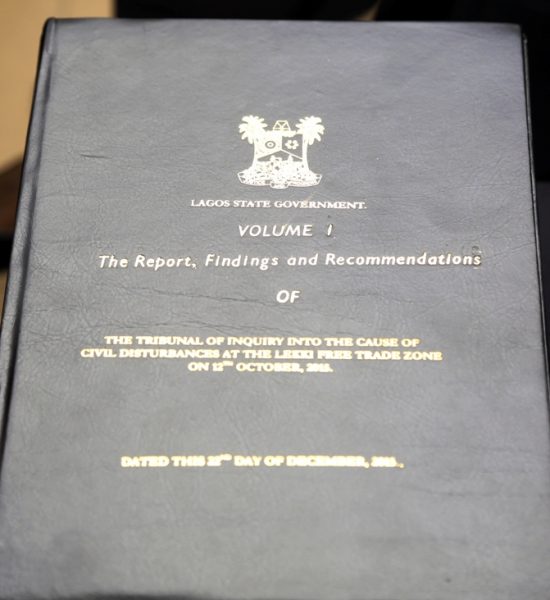 LAGOS STATE GOVERNMENT.
VOLUME 1
The Report, Findings and Recommendations
OF
THE TRIBUNAL OF INQUIRY INTO THE CAUSE OF
CIVIL DISTURBANCES AT THE LEKKI FREE TRADE ZONE
ON 12TH OCTOBER, 2015.
DATED THIS DAY OF DECEMBER, 2015.